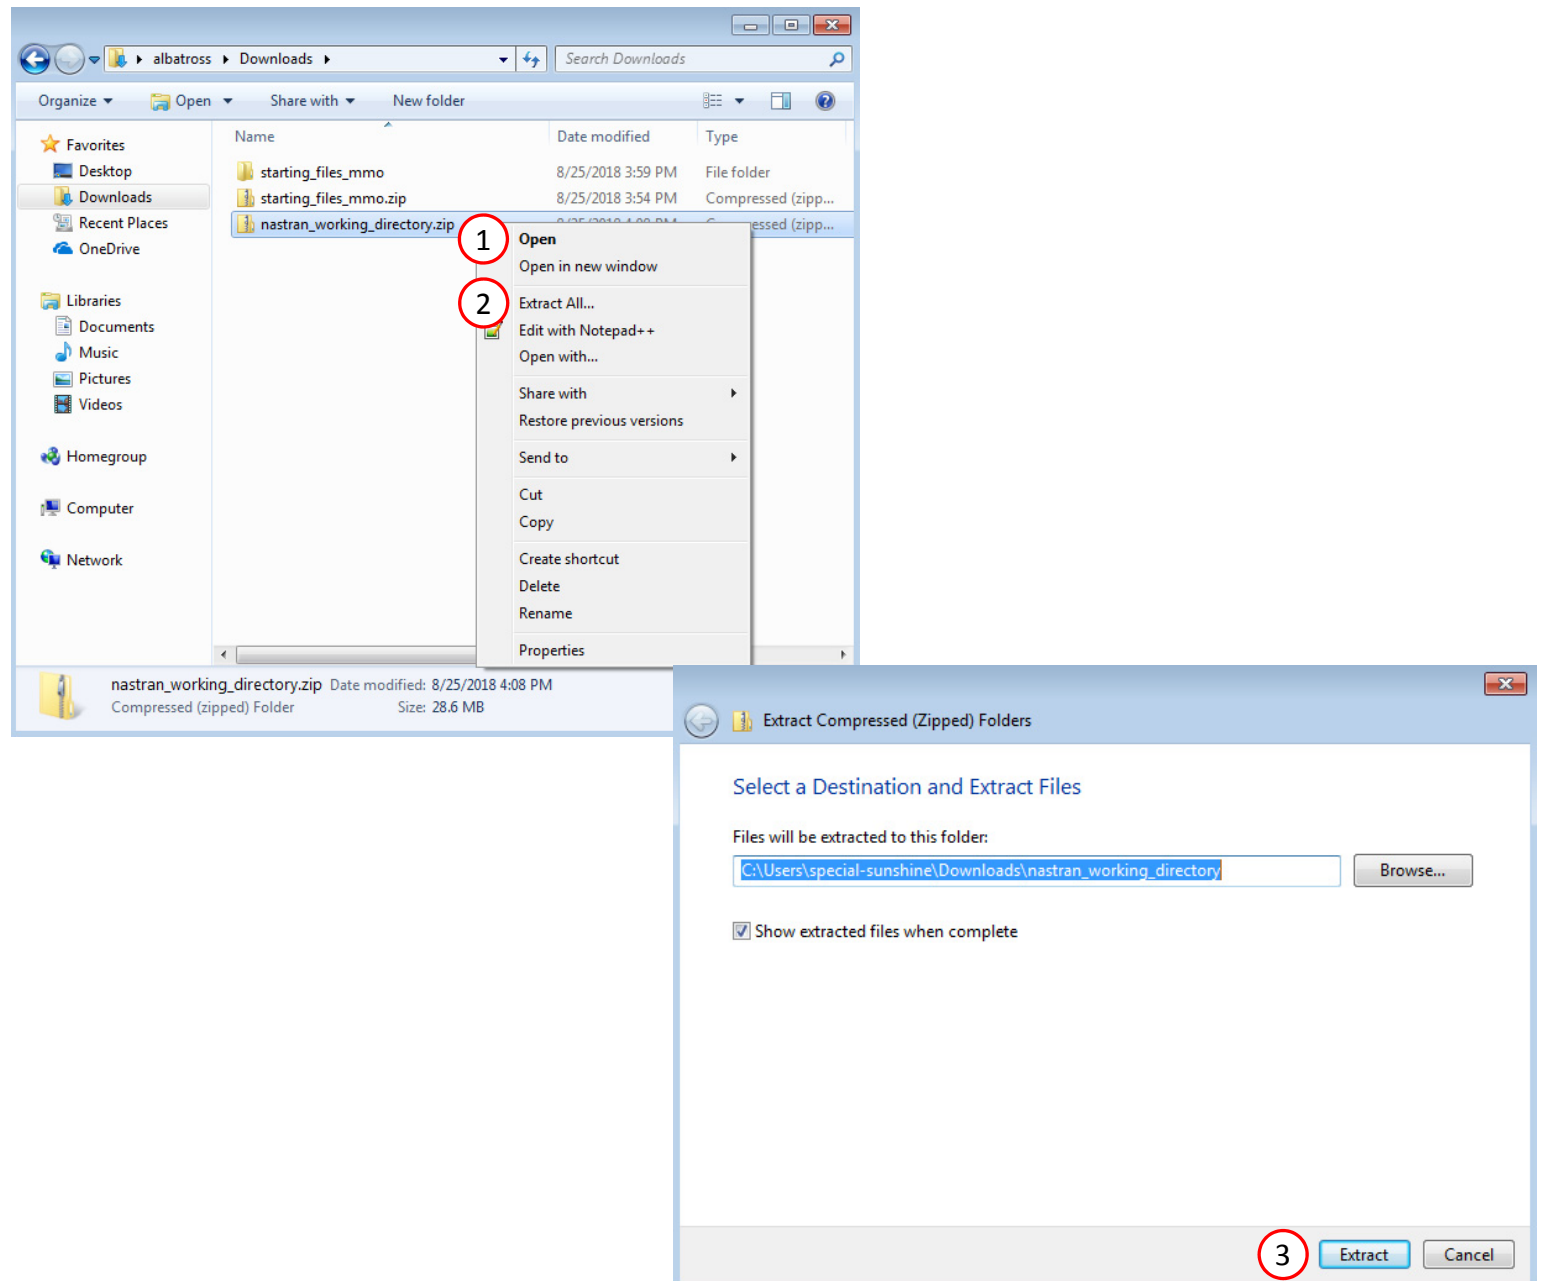 albatross Downloads
Search Downloads
Organize Open Share with New folder
Name Date modified Type
Favorites
Desktop
Downloads
Recent Places
OneDrive
Libraries
Documents
Music
Pictures
Videos
Homegroup
Computer
Network
starting_files_mmo 8/25/2018 3:59 PM File folder
starting_files_mmo.zip 8/25/2018 3:54 PM Compressed (zipp...
nastran_working_directory.zip
1 Open
Open in new window
2 Extract All...
Edit with Notepad++
Open with...
Share with
Restore previous versions
Send to
Cut
Copy
Create shortcut
Delete
Rename
Properties
nastran_working_directory.zip Date modified: 8/25/2018 4:08 PM
Compressed (zipped) Folder Size: 28.6 MB
Extract Compressed (Zipped) Folders
Select a Destination and Extract Files
Files will be extracted to this folder:
C:\Users\special-sunshine\Downloads\nastran_working_directory
Browse...
Show extracted files when complete
3 Extract Cancel